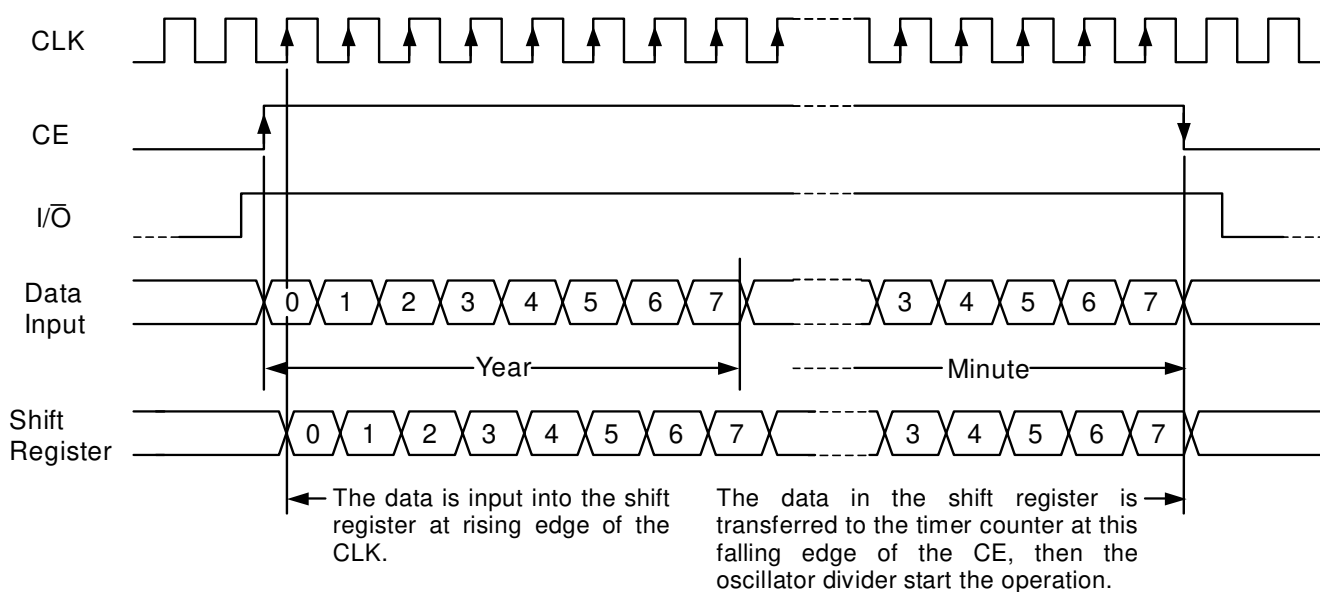 CLK
CE
I/O̅
Data
Input
0 1 2 3 4 5 6 7 3 4 5 6 7
Year Minute
Shift
Register
0 1 2 3 4 5 6 7 3 4 5 6 7
The data is input into the shift
register at rising edge of the
CLK.
The data in the shift register is
transferred to the timer counter at this
falling edge of the CE, then the
oscillator divider start the operation.